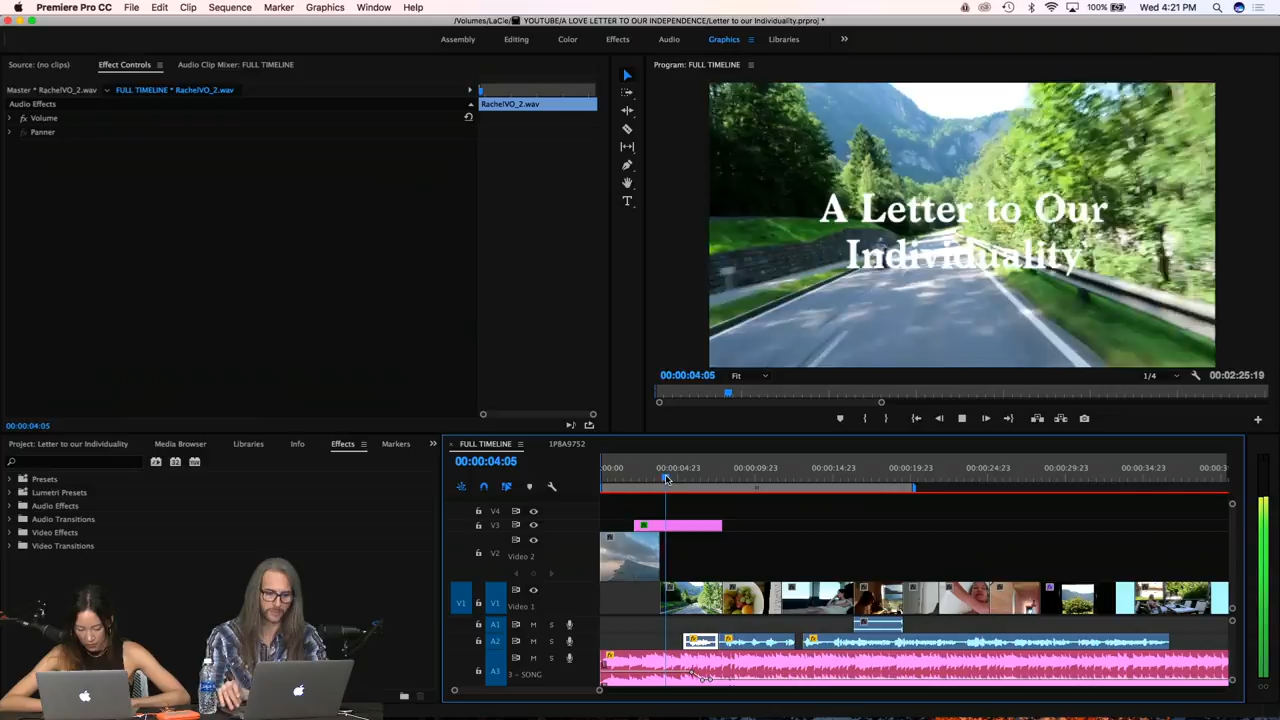 Premiere Pro CC File Edit Clip Sequence Marker Graphics Window Help 100% Wed 4:21 PM
/Volumes/LaCie/ YOUTUBE/A LOVE LETTER TO OUR INDEPENDENCE/Letter to our Individuality.prproj *
Assembly Editing Color Effects Audio Graphics Libraries
Source: (no clips) Effect Controls Audio Clip Mixer: FULL TIMELINE
Program: FULL TIMELINE
Master * RachelVO_2.wav FULL TIMELINE * RachelVO_2.wav
Audio Effects RachelVO_2.wav
fx Volume
fx Panner
A Letter to Our
Individuality
00:00:04:05 Fit 1/4 00:02:25:19
00:00:04:05
Project: Letter to our Individuality Media Browser Libraries Info Effects Markers
FULL TIMELINE 1P8A9752
00:00:04:05
:00:00 00:00:04:23 00:00:09:23 00:00:14:23 00:00:19:23 00:00:24:23 00:00:29:23 00:00:34:23 00:00:3
Presets
Lumetri Presets
Audio Effects
Audio Transitions
Video Effects
Video Transitions
V4
V3
V2 Video 2
V1 V1 Video 1
A1 M S
A2 M S
A3 M S 3 - SONG